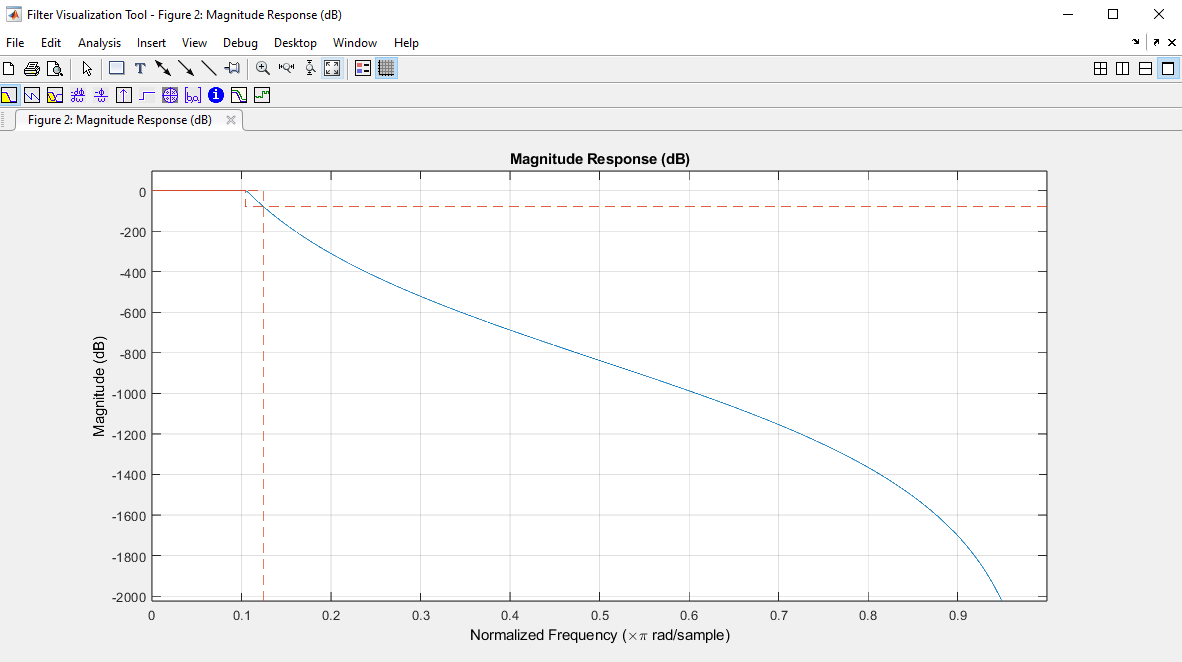 Filter Visualization Tool - Figure 2: Magnitude Response (dB)
File Edit Analysis Insert View Debug Desktop Window Help
Figure 2: Magnitude Response (dB)
Magnitude Response (dB)
0
-200
-400
-600
-800
-1000
-1200
-1400
-1600
-1800
-2000
Magnitude (dB)
0 0.1 0.2 0.3 0.4 0.5 0.6 0.7 0.8 0.9
Normalized Frequency (×π rad/sample)